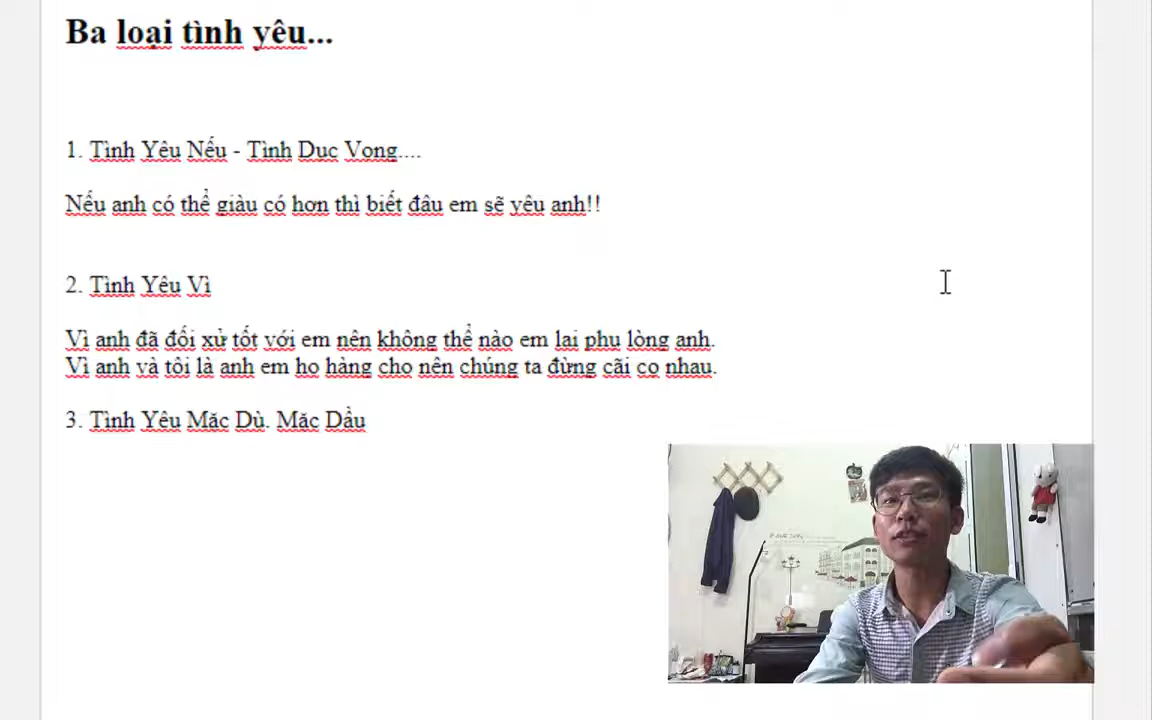 Ba loại tình yêu...
1. Tình Yêu Nếu - Tình Dục Vọng....
Nếu anh có thể giàu có hơn thì biết đâu em sẽ yêu anh!!
2. Tình Yêu Vì
Vì anh đã đối xử tốt với em nên không thể nào em lại phụ lòng anh.
Vì anh và tôi là anh em họ hàng cho nên chúng ta đừng cãi cọ nhau.
3. Tình Yêu Mặc Dù. Mặc Dầu